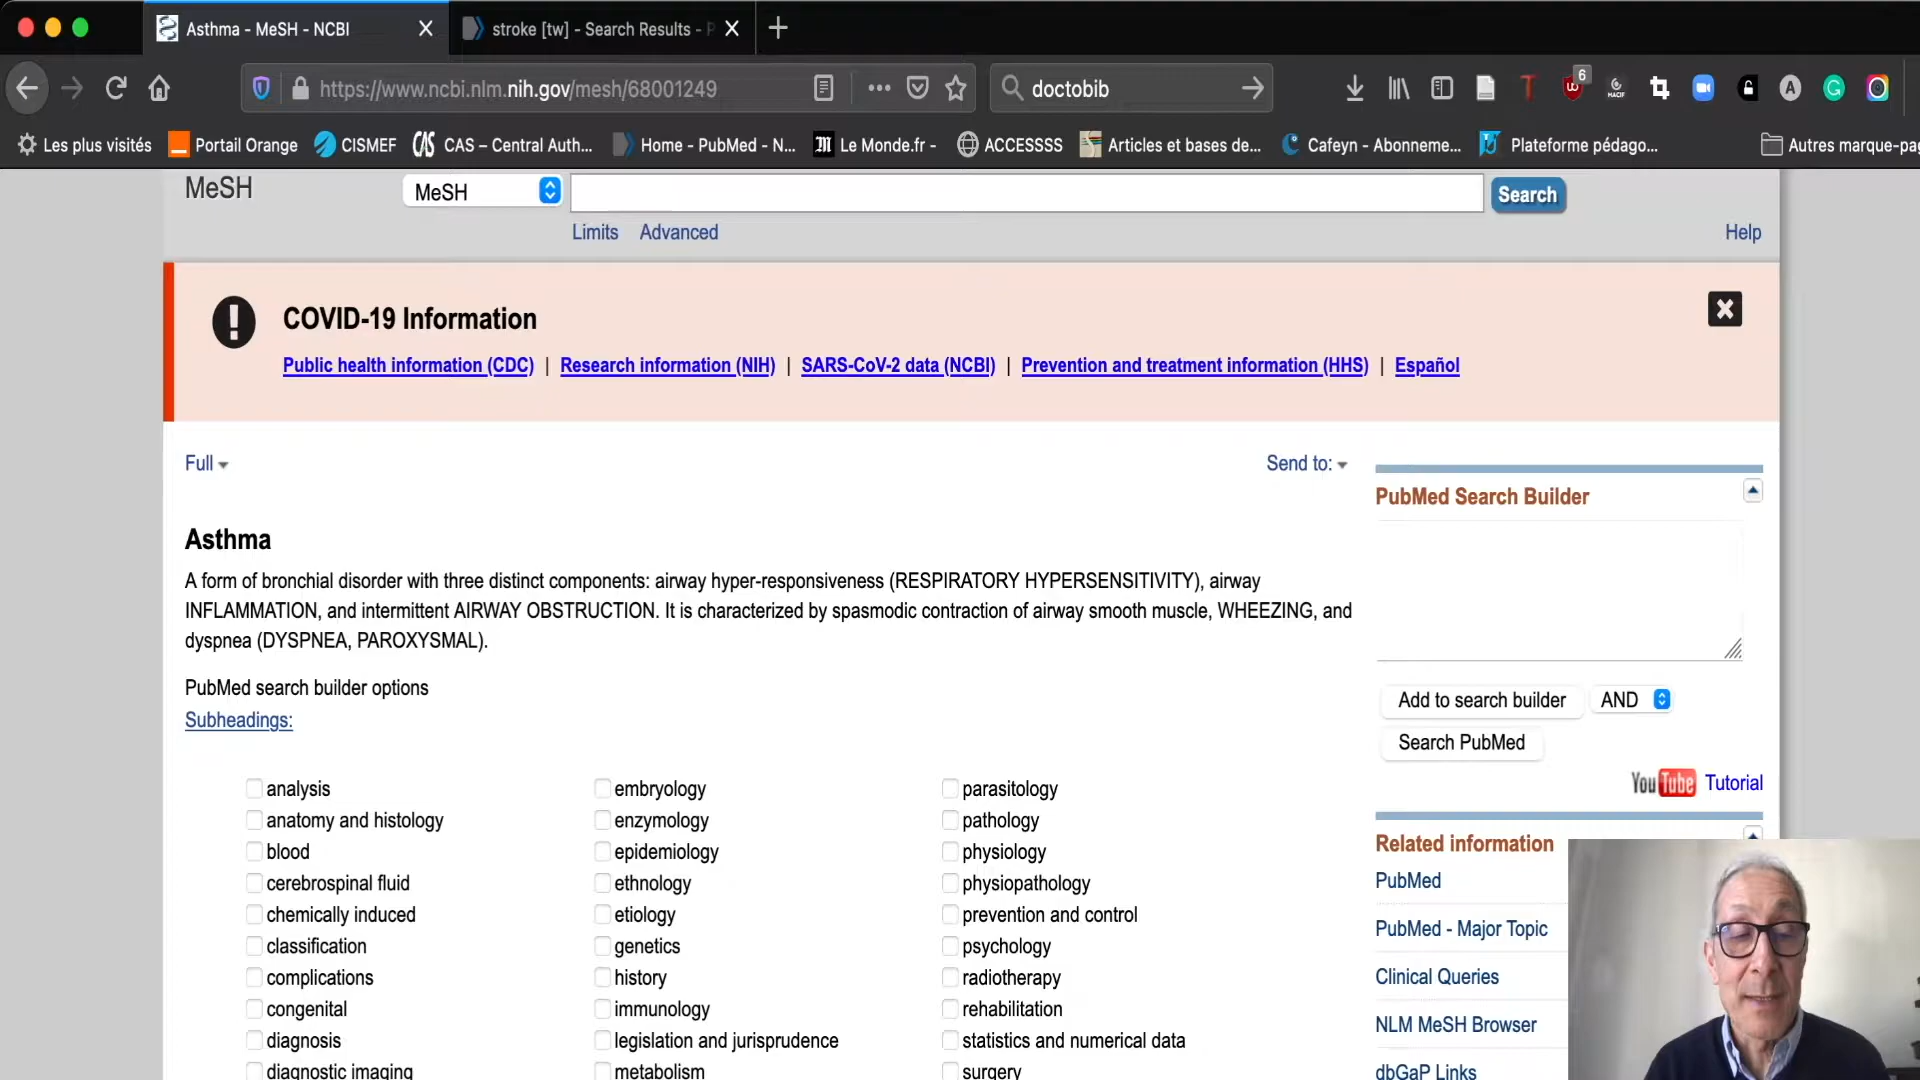 Asthma - MeSH - NCBI
stroke [tw] - Search Results - P
https://www.ncbi.nlm.nih.gov/mesh/68001249
doctobib
6
MACIF
Les plus visités
Portail Orange
CISMEF
CAS – Central Auth...
Home - PubMed - N...
Le Monde.fr -
ACCESSSS
Articles et bases de...
Cafeyn - Abonneme...
Plateforme pédago...
Autres marque-pag
MeSH
MeSH
Search
Limits Advanced
Help
COVID-19 Information
Public health information (CDC) | Research information (NIH) | SARS-CoV-2 data (NCBI) | Prevention and treatment information (HHS) | Español
Full
Send to:
PubMed Search Builder
Asthma
A form of bronchial disorder with three distinct components: airway hyper-responsiveness (RESPIRATORY HYPERSENSITIVITY), airway
INFLAMMATION, and intermittent AIRWAY OBSTRUCTION. It is characterized by spasmodic contraction of airway smooth muscle, WHEEZING, and
dyspnea (DYSPNEA, PAROXYSMAL).
PubMed search builder options
Subheadings:
Add to search builder
AND
Search PubMed
YouTube Tutorial
analysis
anatomy and histology
blood
cerebrospinal fluid
chemically induced
classification
complications
congenital
diagnosis
diagnostic imaging
embryology
enzymology
epidemiology
ethnology
etiology
genetics
history
immunology
legislation and jurisprudence
metabolism
parasitology
pathology
physiology
physiopathology
prevention and control
psychology
radiotherapy
rehabilitation
statistics and numerical data
surgery
Related information
PubMed
PubMed - Major Topic
Clinical Queries
NLM MeSH Browser
dbGaP Links